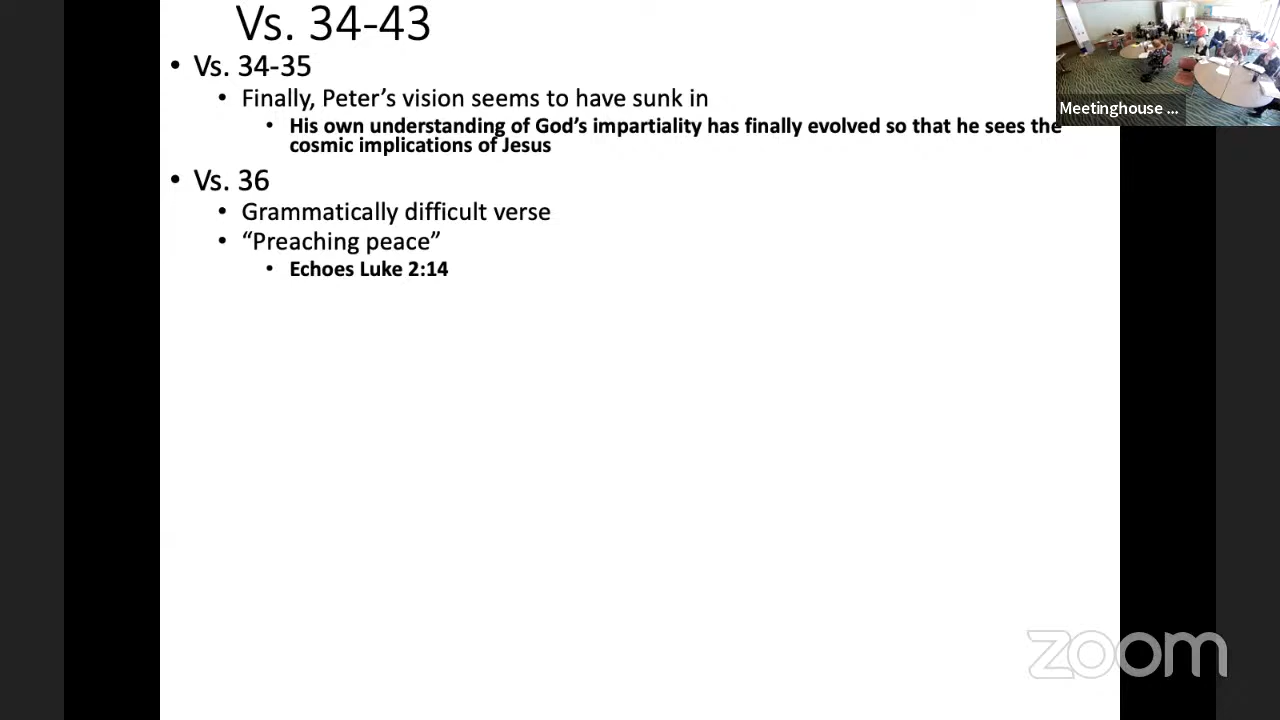 Vs. 34-43
• Vs. 34-35
• Finally, Peter’s vision seems to have sunk in
• His own understanding of God’s impartiality has finally evolved so that he sees the
cosmic implications of Jesus
• Vs. 36
• Grammatically difficult verse
• “Preaching peace”
• Echoes Luke 2:14
Meetinghouse ...
zoom